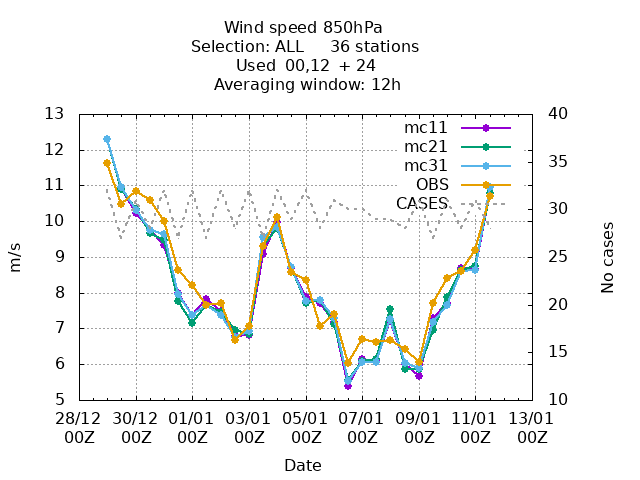 Wind speed 850hPa
Selection: ALL 36 stations
Used 00,12 + 24
Averaging window: 12h
13 40
mc11
mc21
12 35
mc31
11 OBS
30
CASES
10
m/s
9 25
No cases
8 20
7
15
6
5 10
28/12 30/12 01/01 03/01 05/01 07/01 09/01 11/01 13/01
00Z 00Z 00Z 00Z 00Z 00Z 00Z 00Z 00Z
Date